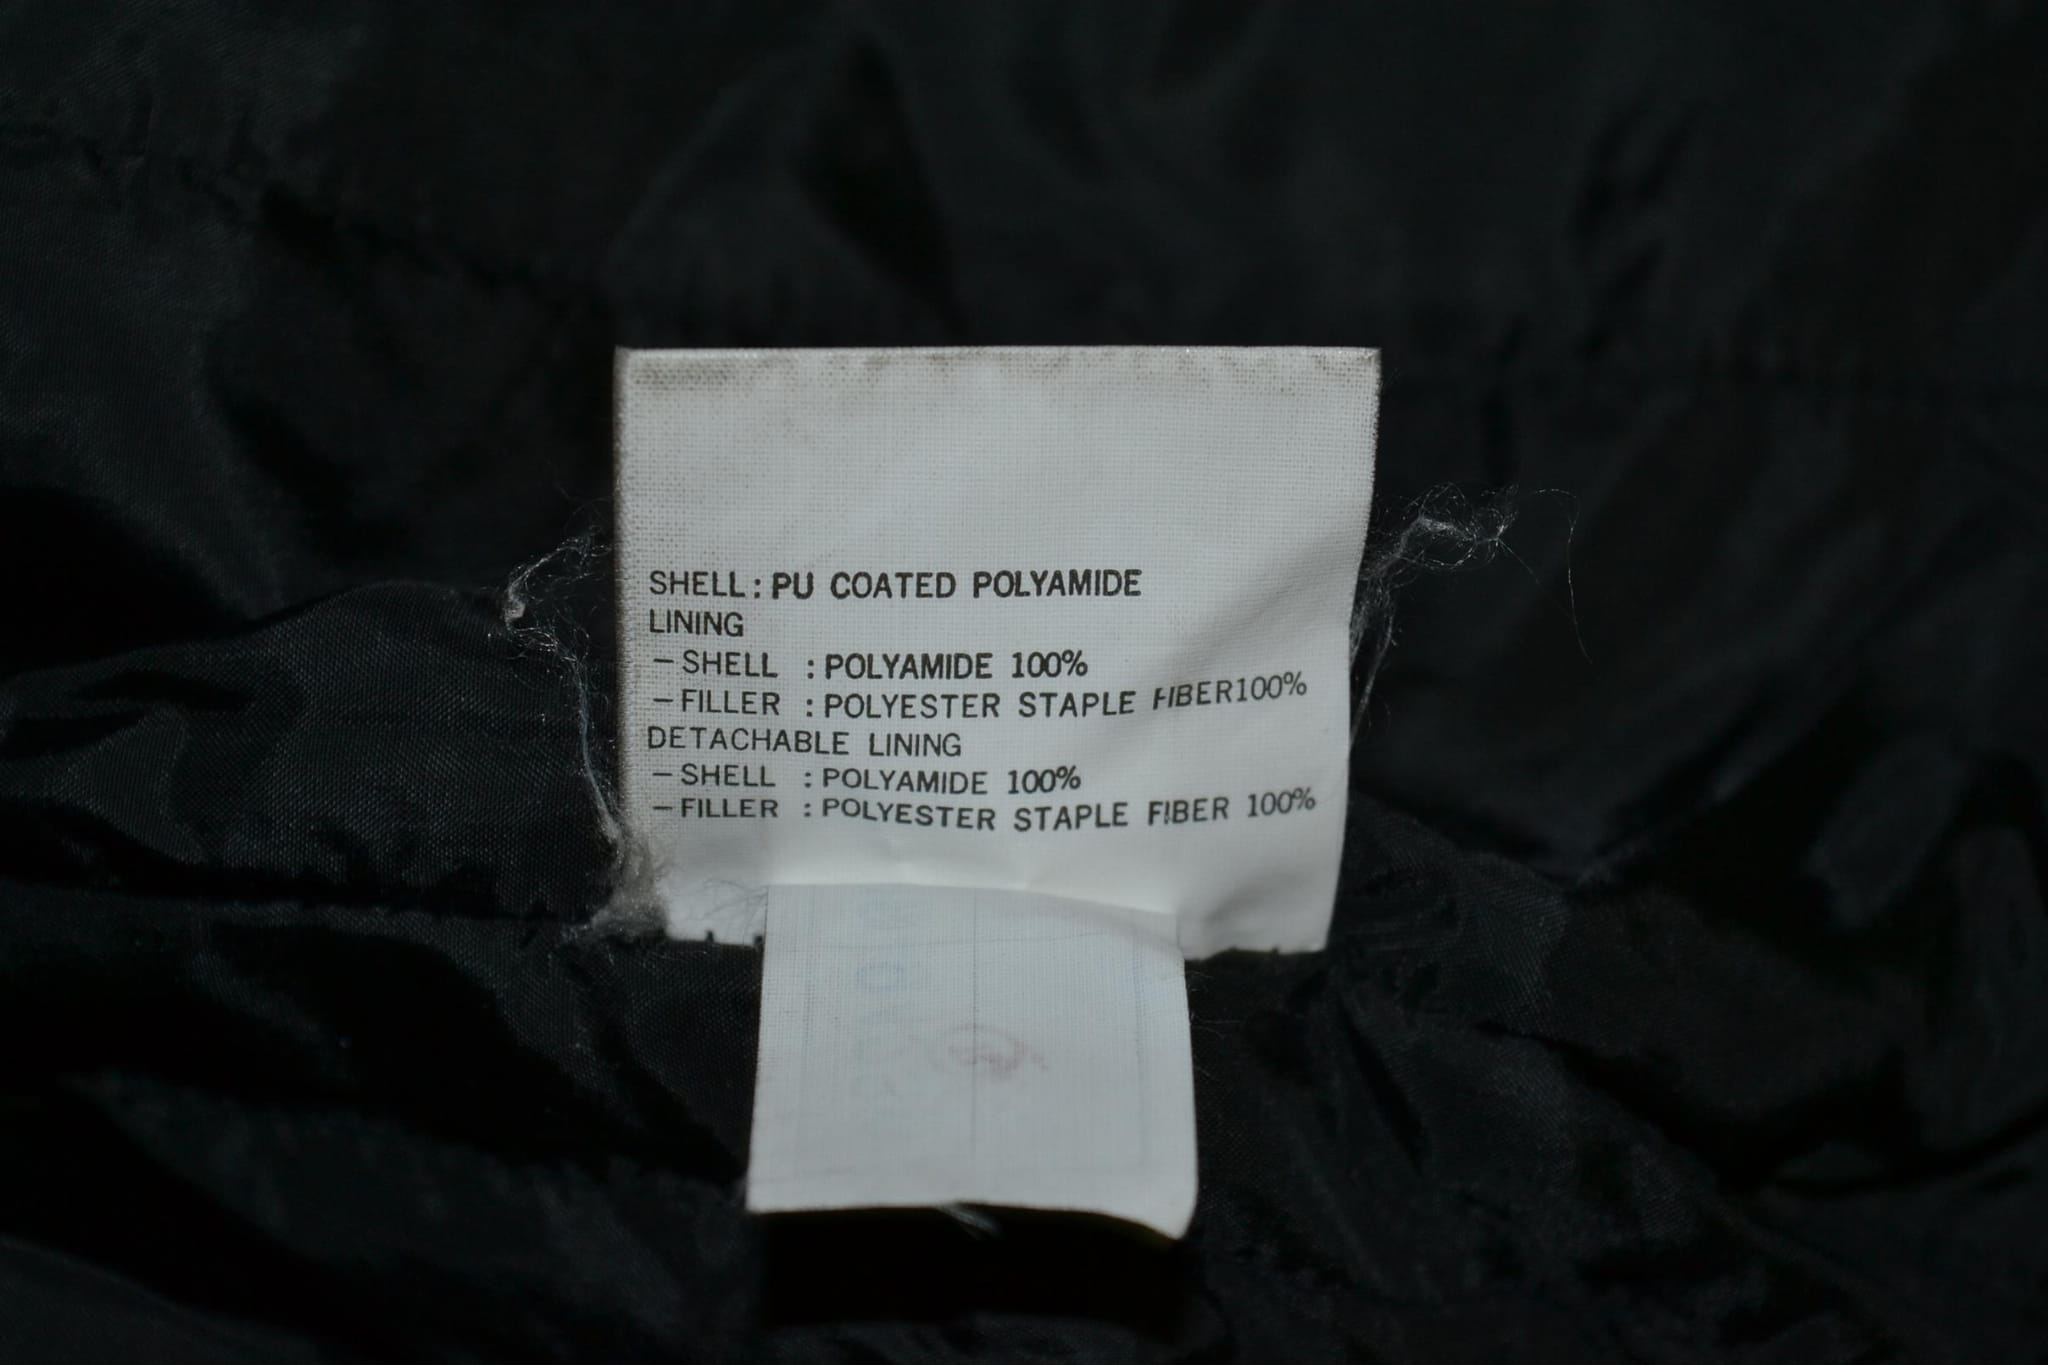 SHELL: PU COATED POLYAMIDE
LINING
-SHELL : POLYAMIDE 100%
-FILLER : POLYESTER STAPLE FIBER100%
DETACHABLE LINING
-SHELL : POLYAMIDE 100%
-FILLER : POLYESTER STAPLE FIBER 100%